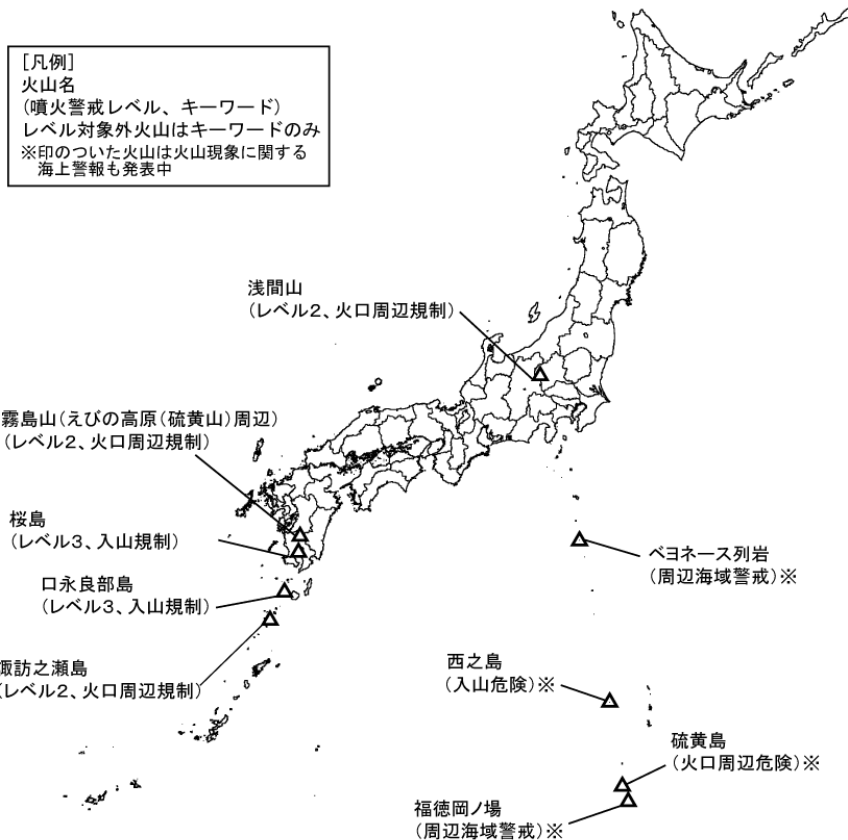 [凡例]
火山名
(噴火警戒レベル、キーワード)
レベル対象外火山はキーワードのみ
※印のついた火山は火山現象に関する
海上警報も発表中
浅間山
(レベル2、火口周辺規制)
霧島山(えびの高原(硫黄山)周辺)
(レベル2、火口周辺規制)
桜島
(レベル3、入山規制)
口永良部島
(レベル3、入山規制)
諏訪之瀬島
(レベル2、火口周辺規制)
ベヨネース列岩
(周辺海域警戒)※
西之島
(入山危険)※
硫黄島
(火口周辺危険)※
福徳岡ノ場
(周辺海域警戒)※